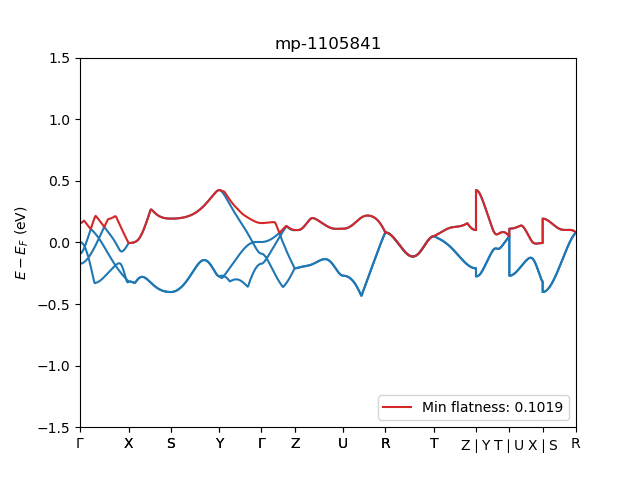 mp-1105841
E − E_F (eV)
1.5
1.0
0.5
0.0
−0.5
−1.0
−1.5
Min flatness: 0.1019
Γ X S Y Γ Z U R T Z | Y T | U X | S R